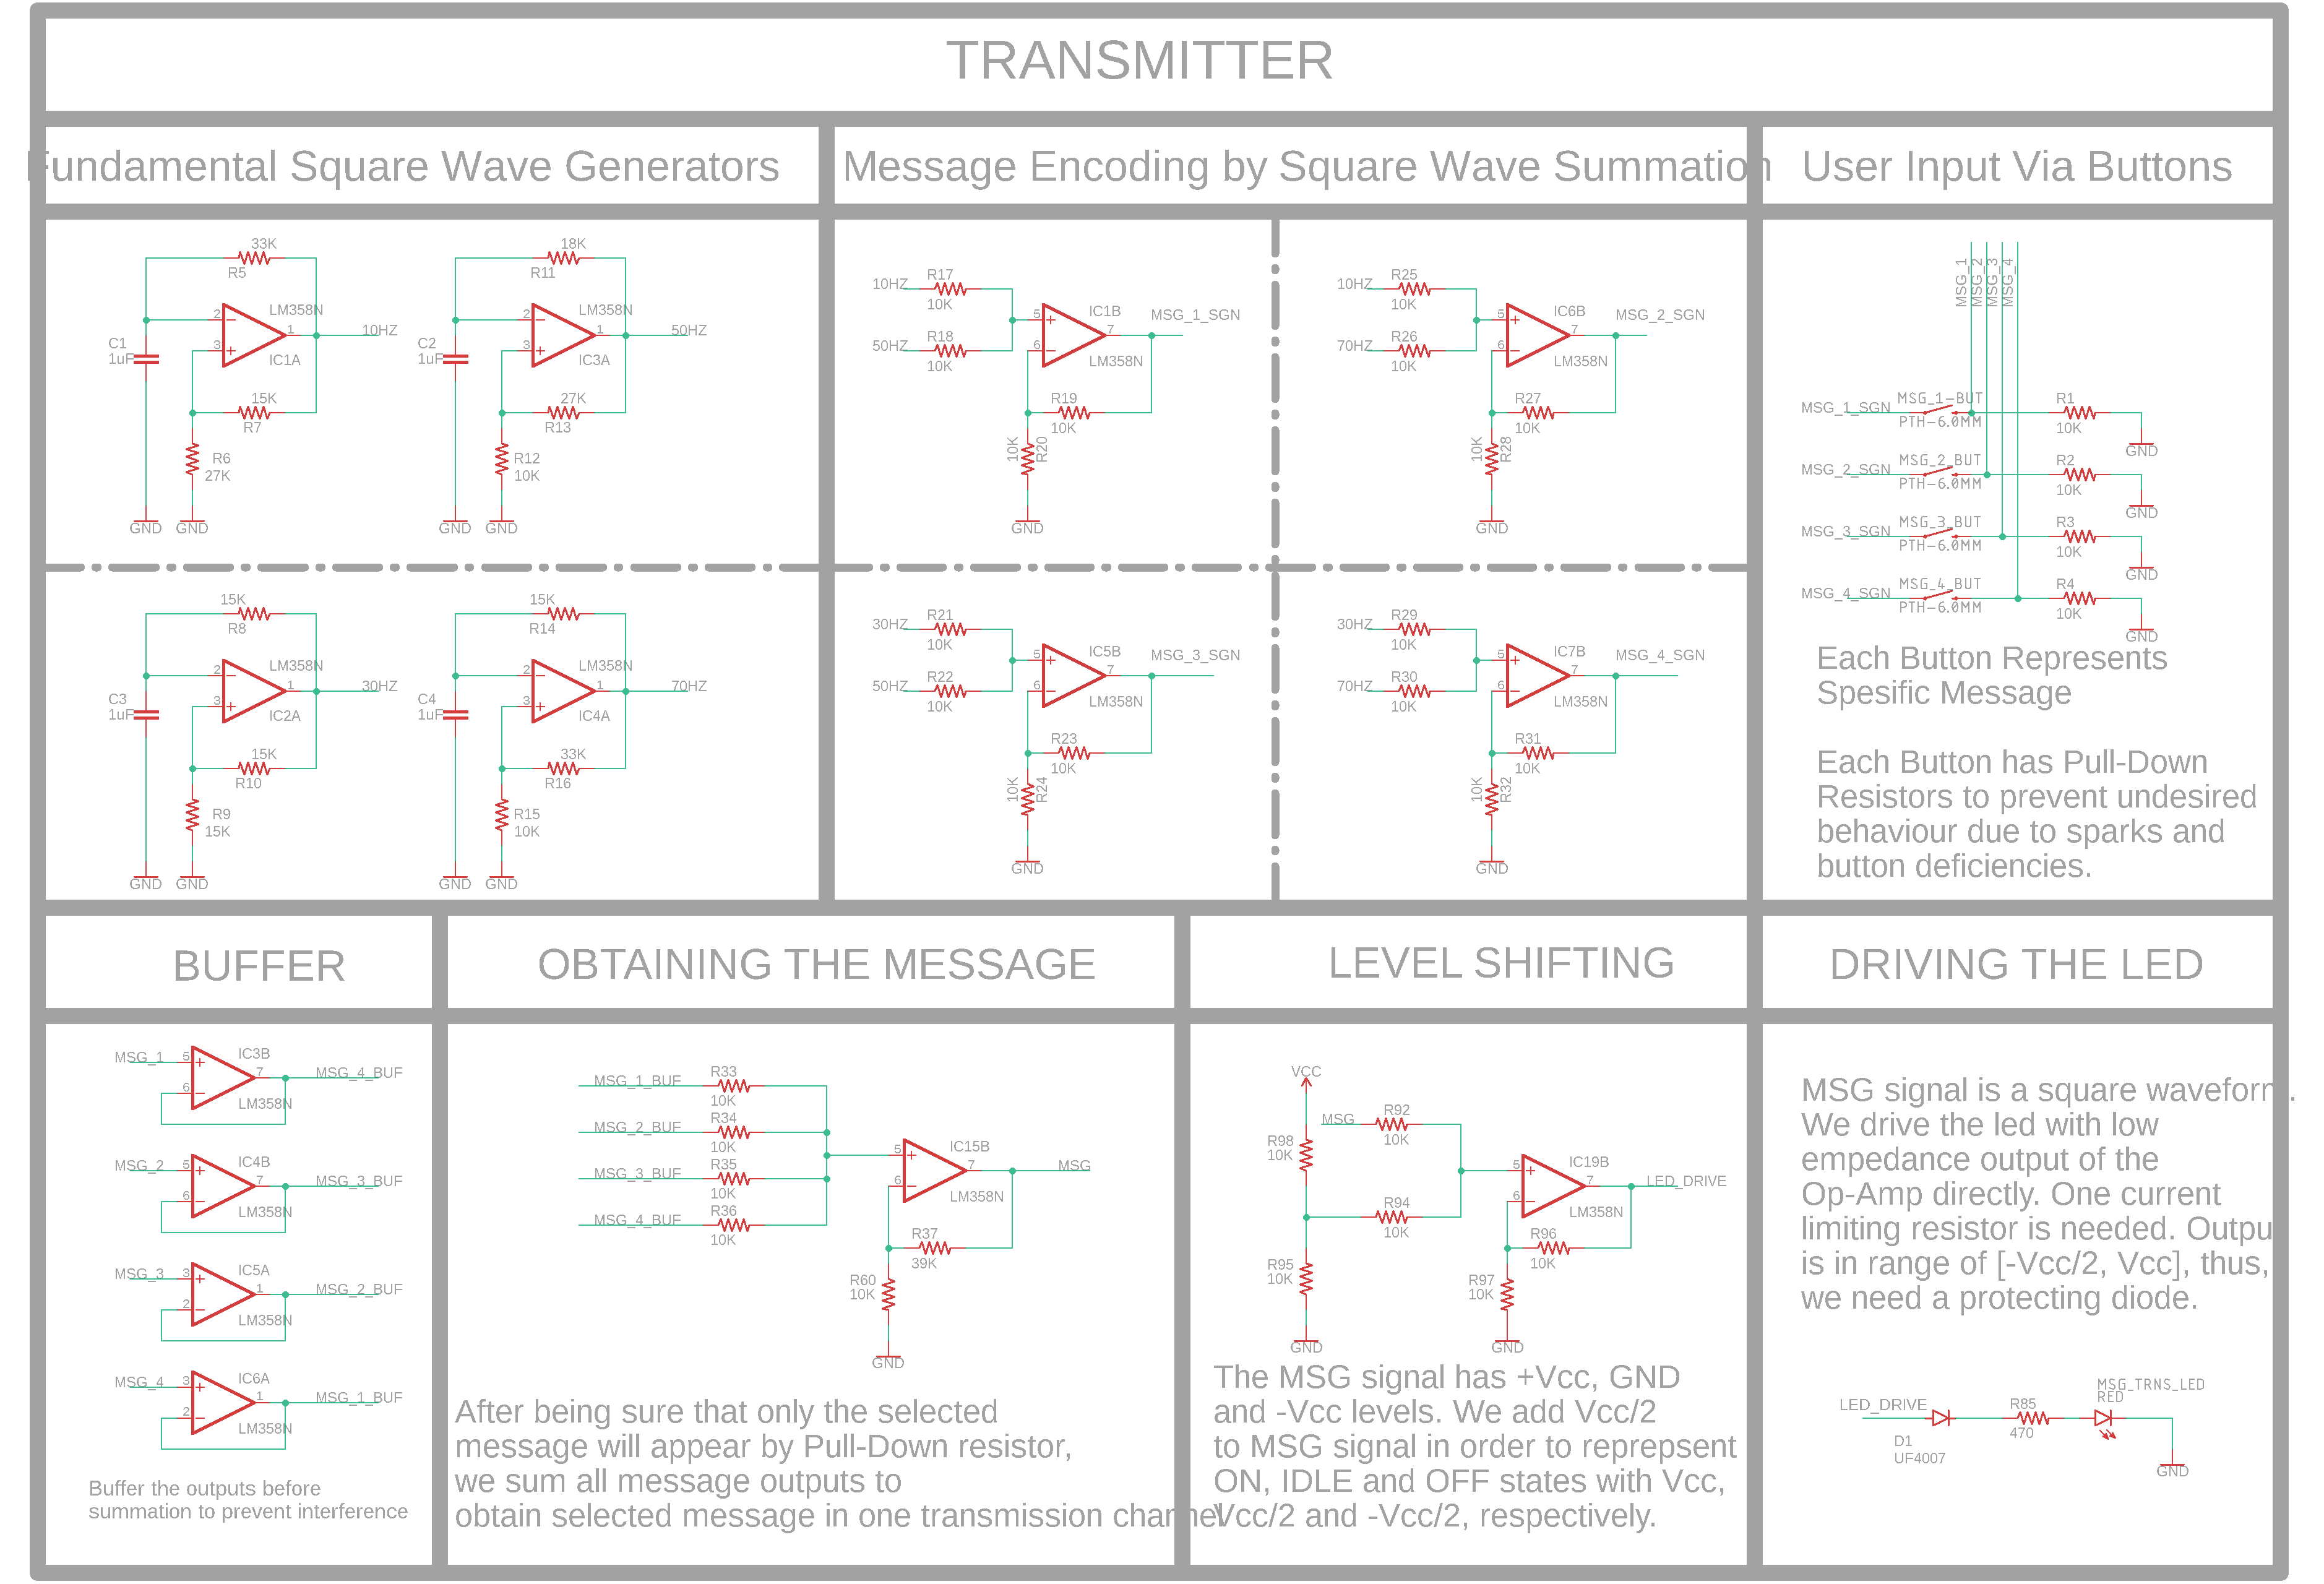 TRANSMITTER
Fundamental Square Wave Generators
Message Encoding by Square Wave Summation
User Input Via Buttons
33K
R5
LM358N
2
3
1
10HZ
IC1A
C1
1uF
15K
R7
R6
27K
GND
GND
18K
R11
LM358N
2
3
1
50HZ
IC3A
C2
1uF
27K
R13
R12
10K
GND
GND
15K
R8
LM358N
2
3
1
30HZ
IC2A
C3
1uF
15K
R10
R9
15K
GND
GND
15K
R14
LM358N
2
3
1
70HZ
IC4A
C4
1uF
33K
R16
R15
10K
GND
GND
10HZ
R17
10K
50HZ
R18
10K
5
6
7
IC1B
LM358N
MSG_1_SGN
R19
10K
10K
R20
GND
10HZ
R25
10K
70HZ
R26
10K
5
6
7
IC6B
LM358N
MSG_2_SGN
R27
10K
10K
R28
GND
30HZ
R21
10K
50HZ
R22
10K
5
6
7
IC5B
LM358N
MSG_3_SGN
R23
10K
10K
R24
GND
30HZ
R29
10K
70HZ
R30
10K
5
6
7
IC7B
LM358N
MSG_4_SGN
R31
10K
10K
R32
GND
MSG_1
MSG_2
MSG_3
MSG_4
MSG_1_SGN
MSG_1-BUT
PTH-6.0MM
R1
10K
GND
MSG_2_SGN
MSG_2_BUT
PTH-6.0MM
R2
10K
GND
MSG_3_SGN
MSG_3_BUT
PTH-6.0MM
R3
10K
GND
MSG_4_SGN
MSG_4_BUT
PTH-6.0MM
R4
10K
GND
Each Button Represents
Spesific Message
Each Button has Pull-Down
Resistors to prevent undesired
behaviour due to sparks and
button deficiencies.
BUFFER
OBTAINING THE MESSAGE
LEVEL SHIFTING
DRIVING THE LED
MSG_1
5
6
7
IC3B
LM358N
MSG_4_BUF
MSG_2
5
6
7
IC4B
LM358N
MSG_3_BUF
MSG_3
3
2
1
IC5A
LM358N
MSG_2_BUF
MSG_4
3
2
1
IC6A
LM358N
MSG_1_BUF
Buffer the outputs before
summation to prevent interference
MSG_1_BUF
R33
10K
MSG_2_BUF
R34
10K
MSG_3_BUF
R35
10K
MSG_4_BUF
R36
10K
5
6
7
IC15B
LM358N
MSG
R37
39K
R60
10K
GND
After being sure that only the selected
message will appear by Pull-Down resistor,
we sum all message outputs to
obtain selected message in one transmission channel
VCC
MSG
R92
10K
R98
10K
R94
10K
R95
10K
GND
5
6
7
IC19B
LM358N
LED_DRIVE
R96
10K
R97
10K
GND
The MSG signal has +Vcc, GND
and -Vcc levels. We add Vcc/2
to MSG signal in order to reprepsent
ON, IDLE and OFF states with Vcc,
Vcc/2 and -Vcc/2, respectively.
MSG signal is a square waveform.
We drive the led with low
empedance output of the
Op-Amp directly. One current
limiting resistor is needed. Outpu
is in range of [-Vcc/2, Vcc], thus,
we need a protecting diode.
LED_DRIVE
D1
UF4007
R85
470
MSG_TRNS_LED
RED
GND